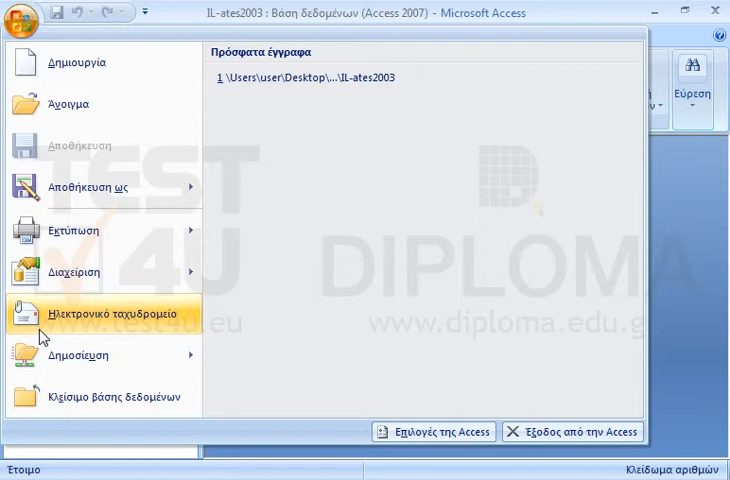 IL-ates2003 : Βάση δεδομένων (Access 2007) - Microsoft Access
Πρόσφατα έγγραφα
1 \Users\user\Desktop\...\IL-ates2003
Δημιουργία
Άνοιγμα
Αποθήκευση
Αποθήκευση ως
Εκτύπωση
Διαχείριση
Ηλεκτρονικό ταχυδρομείο
Δημοσίευση
Κλείσιμο βάσης δεδομένων
Εύρεση
TEST
4U
www.test4u.eu
D
DIPLOMA
www.diploma.edu.g
Επιλογές της Access
Έξοδος από την Access
Έτοιμο
Κλείδωμα αριθμών